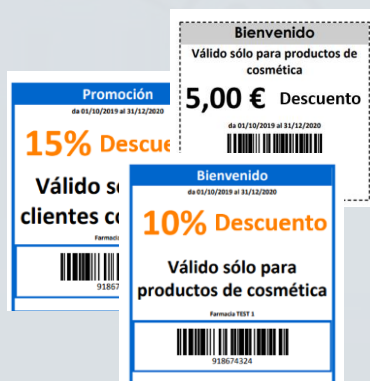 Bienvenido
Válido sólo para productos de
cosmética
5,00 € Descuento
da 01/10/2019 al 31/12/2020
Promoción
da 01/10/2019 al 31/12/2020
15%
Válido
clientes
Farmacia
Bienvenido
da 01/10/2019 al 31/12/2020
10% Descuento
Válido sólo para
productos de cosmética
Farmacia TEST 1
918674324